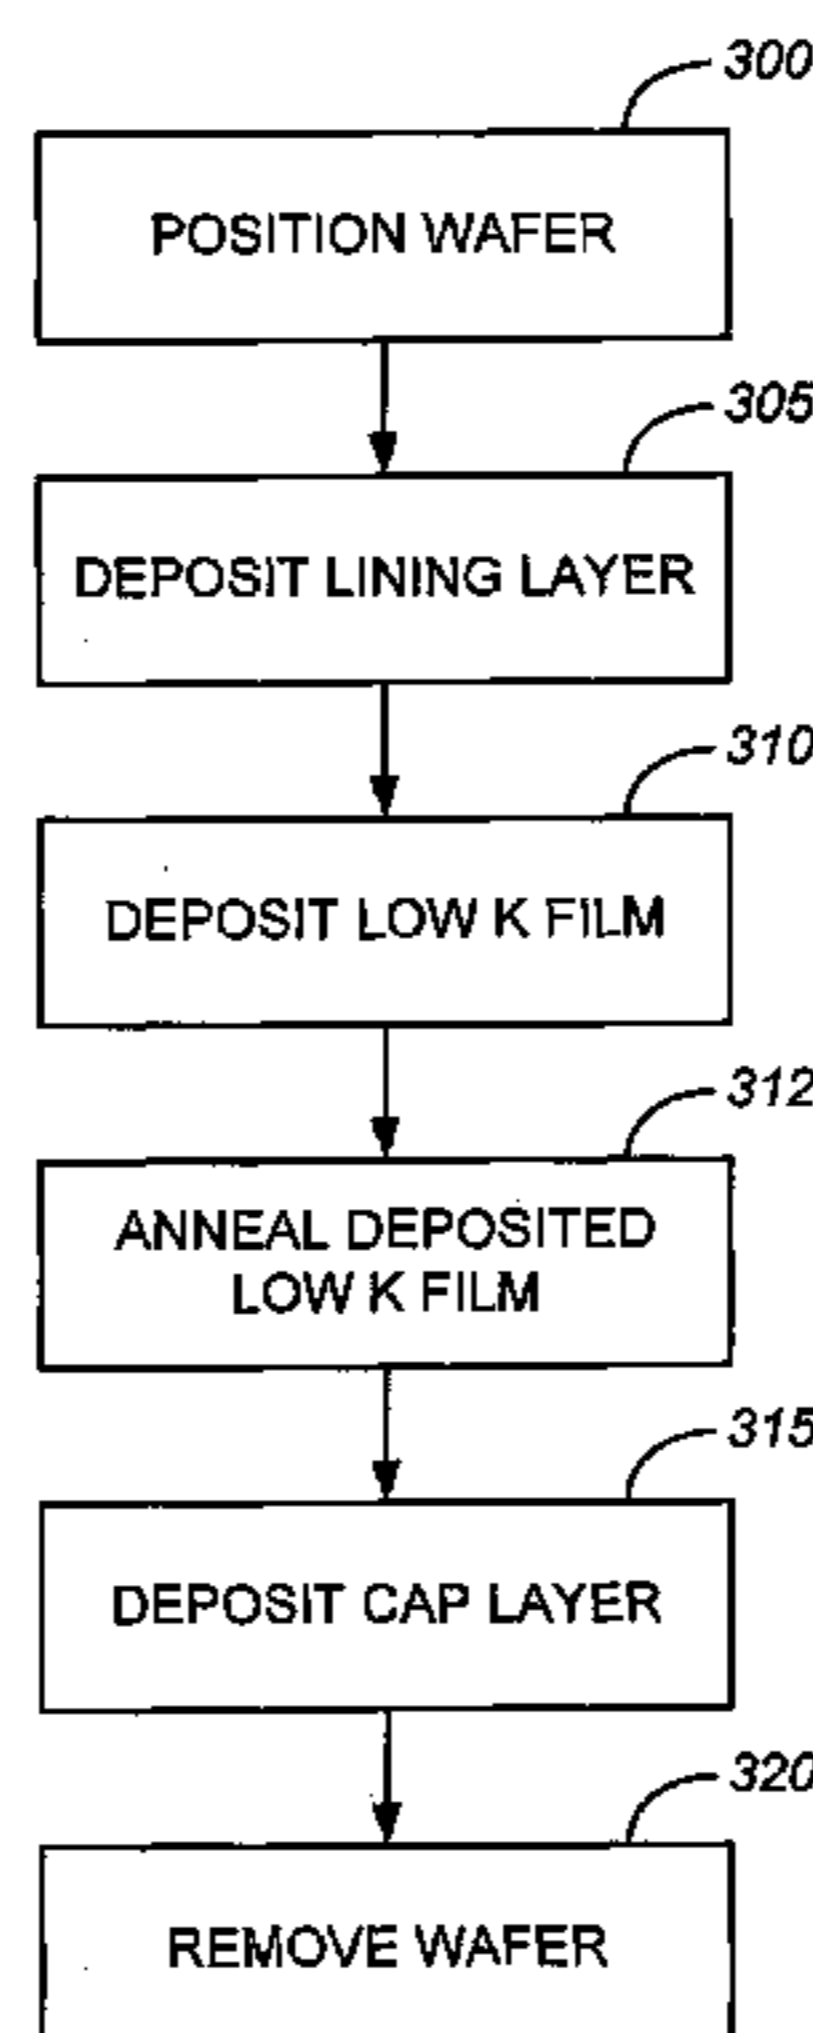 300
POSITION WAFER
305
DEPOSIT LINING LAYER
310
DEPOSIT LOW K FILM
312
ANNEAL DEPOSITED
LOW K FILM
315
DEPOSIT CAP LAYER
320
REMOVE WAFER